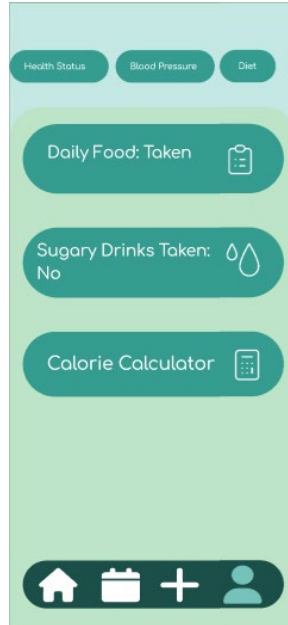 Health Status
Blood Pressure
Diet
Daily Food: Taken
Sugary Drinks Taken:
No
Calorie Calculator